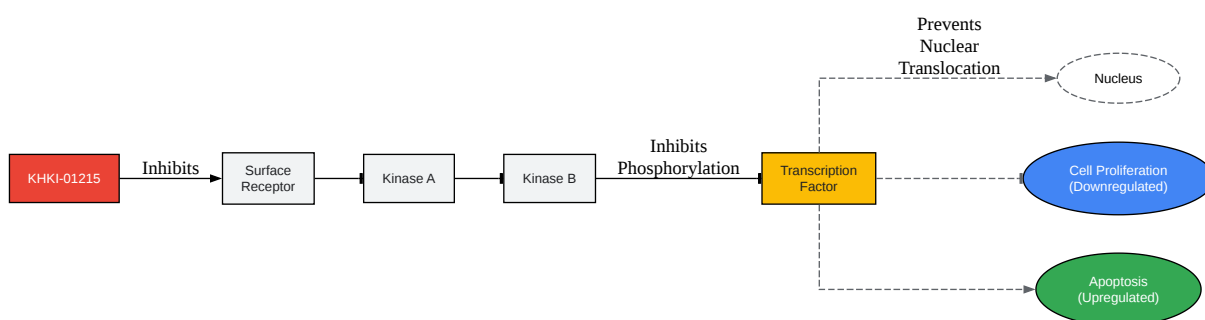 Prevents
Nuclear
Translocation
Nucleus
KHKI-01215
Inhibits
Surface
Receptor
Kinase A
Kinase B
Inhibits
Phosphorylation
Transcription
Factor
Cell Proliferation
(Downregulated)
Apoptosis
(Upregulated)